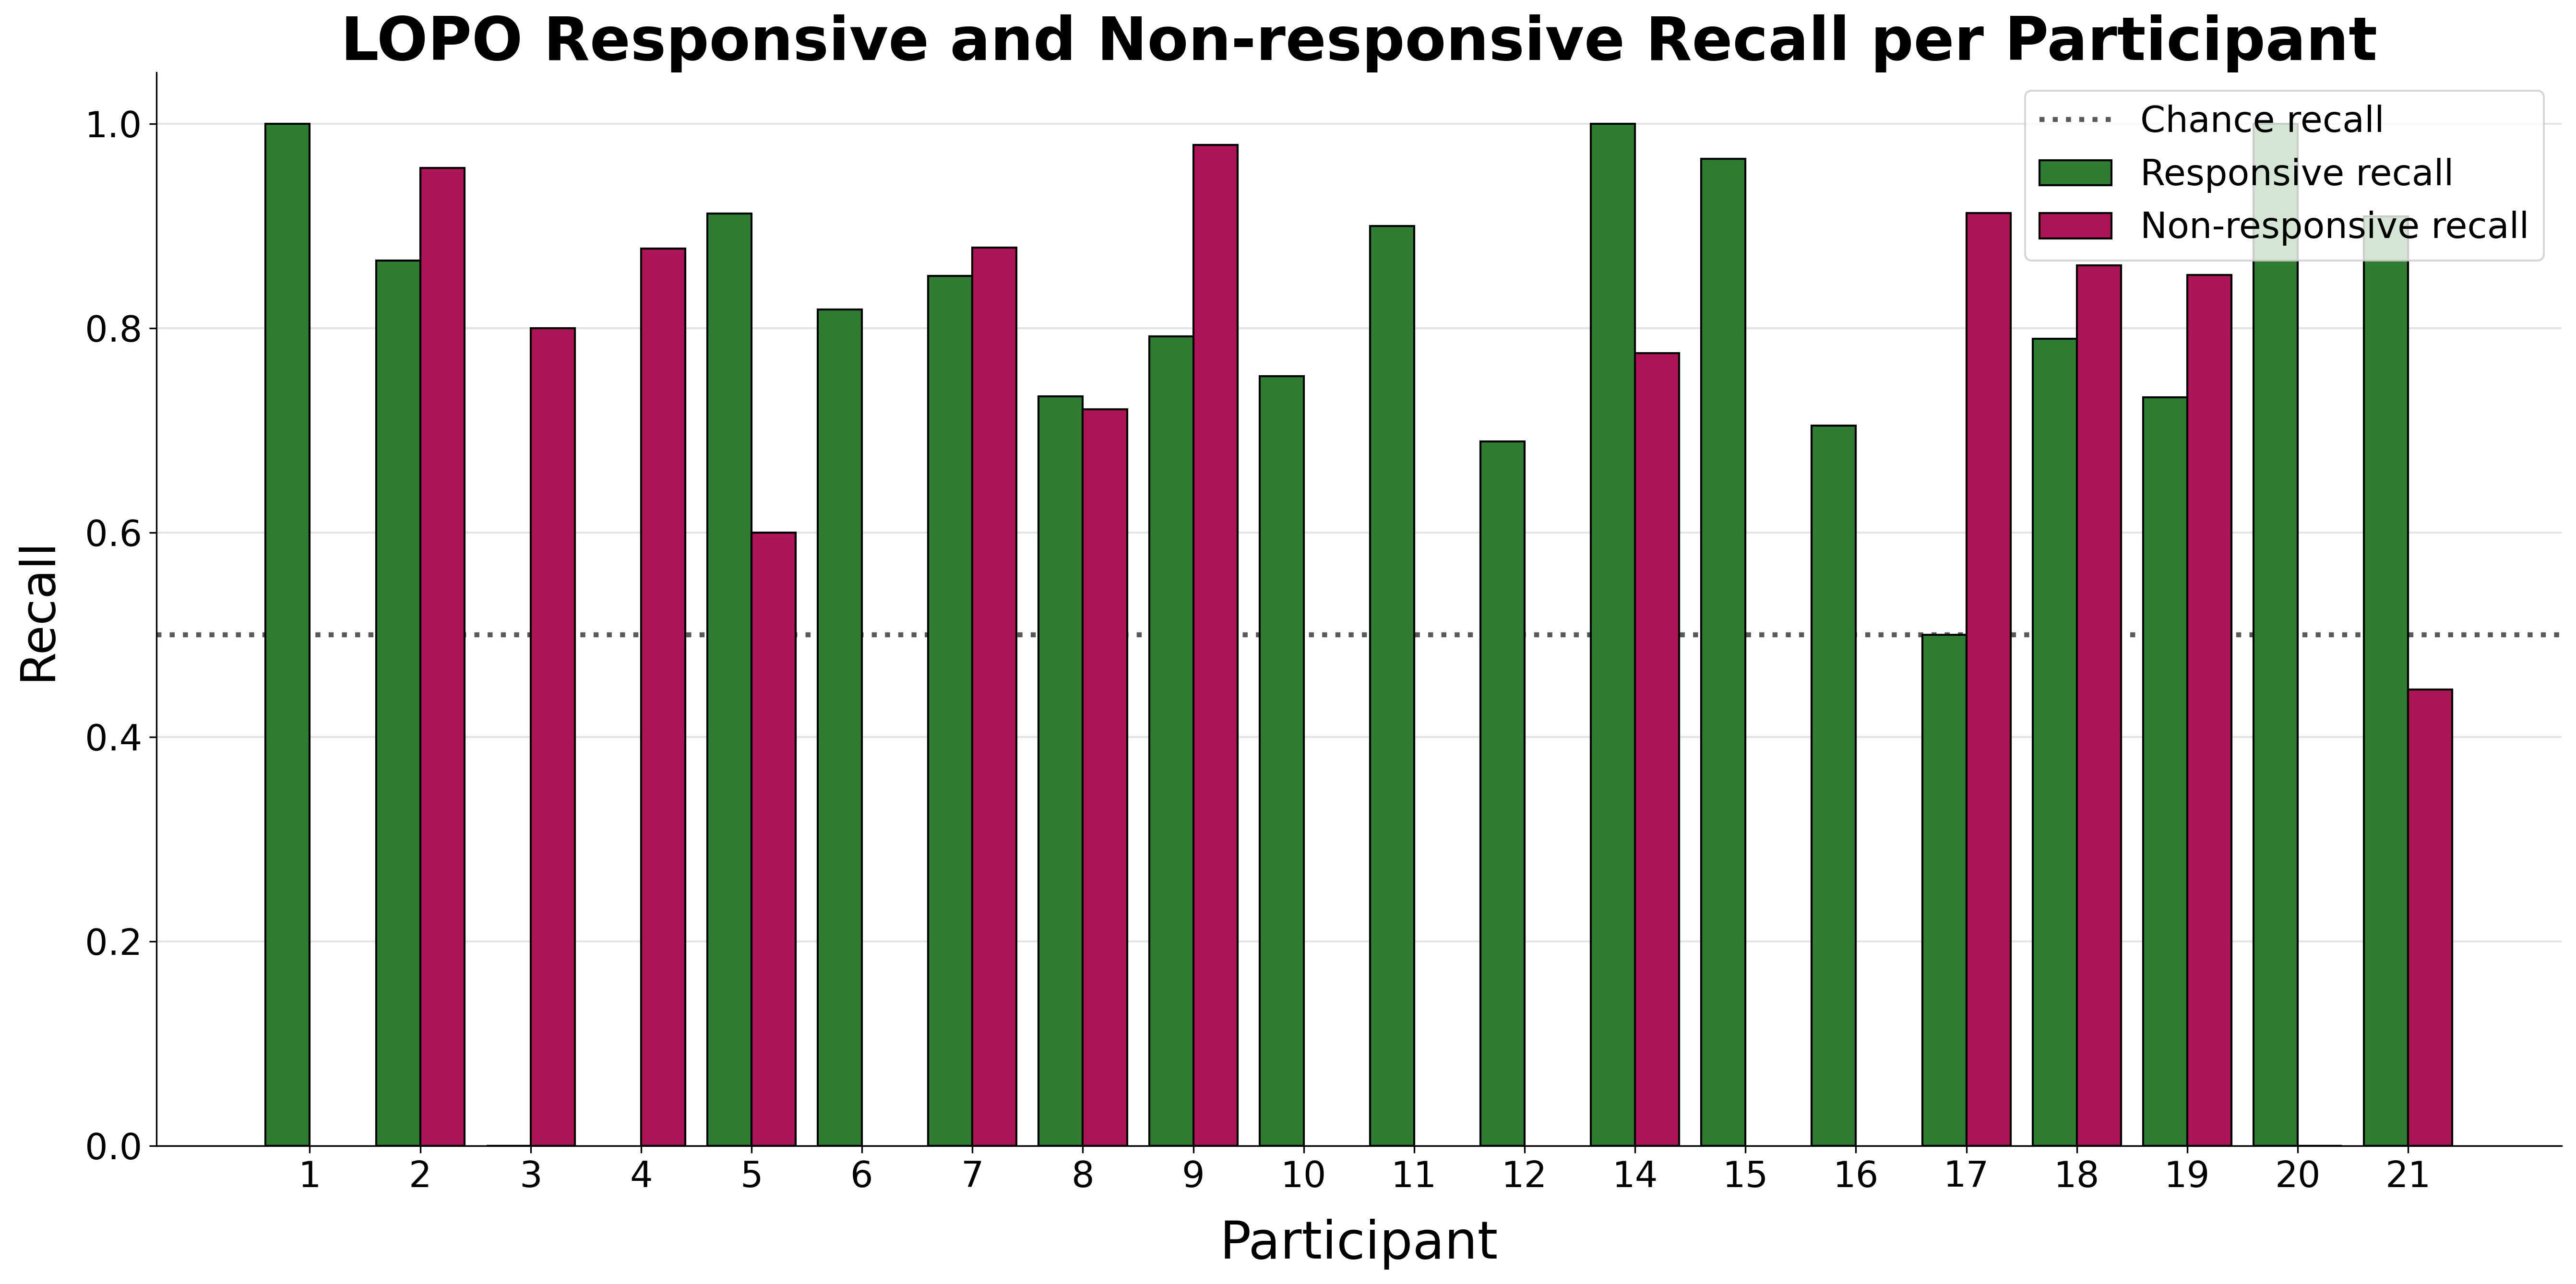 LOPO Responsive and Non-responsive Recall per Participant
Chance recall
Responsive recall
Non-responsive recall
Recall
1.0
0.8
0.6
0.4
0.2
0.0
1 2 3 4 5 6 7 8 9 10 11 12 14 15 16 17 18 19 20 21
Participant